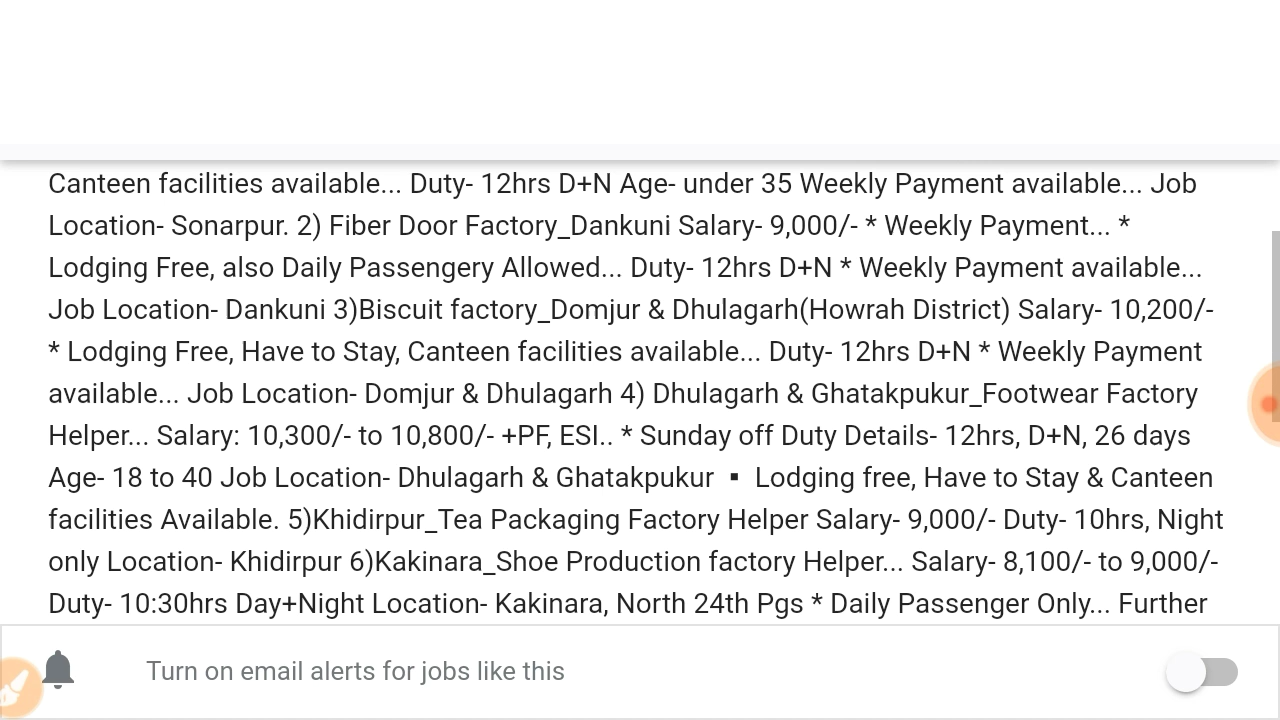 Canteen facilities available... Duty- 12hrs D+N Age- under 35 Weekly Payment available... Job
Location- Sonarpur. 2) Fiber Door Factory_Dankuni Salary- 9,000/- * Weekly Payment... *
Lodging Free, also Daily Passengery Allowed... Duty- 12hrs D+N * Weekly Payment available...
Job Location- Dankuni 3)Biscuit factory_Domjur & Dhulagarh(Howrah District) Salary- 10,200/-
* Lodging Free, Have to Stay, Canteen facilities available... Duty- 12hrs D+N * Weekly Payment
available... Job Location- Domjur & Dhulagarh 4) Dhulagarh & Ghatakpukur_Footwear Factory
Helper... Salary: 10,300/- to 10,800/- +PF, ESI.. * Sunday off Duty Details- 12hrs, D+N, 26 days
Age- 18 to 40 Job Location- Dhulagarh & Ghatakpukur ▪ Lodging free, Have to Stay & Canteen
facilities Available. 5)Khidirpur_Tea Packaging Factory Helper Salary- 9,000/- Duty- 10hrs, Night
only Location- Khidirpur 6)Kakinara_Shoe Production factory Helper... Salary- 8,100/- to 9,000/-
Duty- 10:30hrs Day+Night Location- Kakinara, North 24th Pgs * Daily Passenger Only... Further
Turn on email alerts for jobs like this